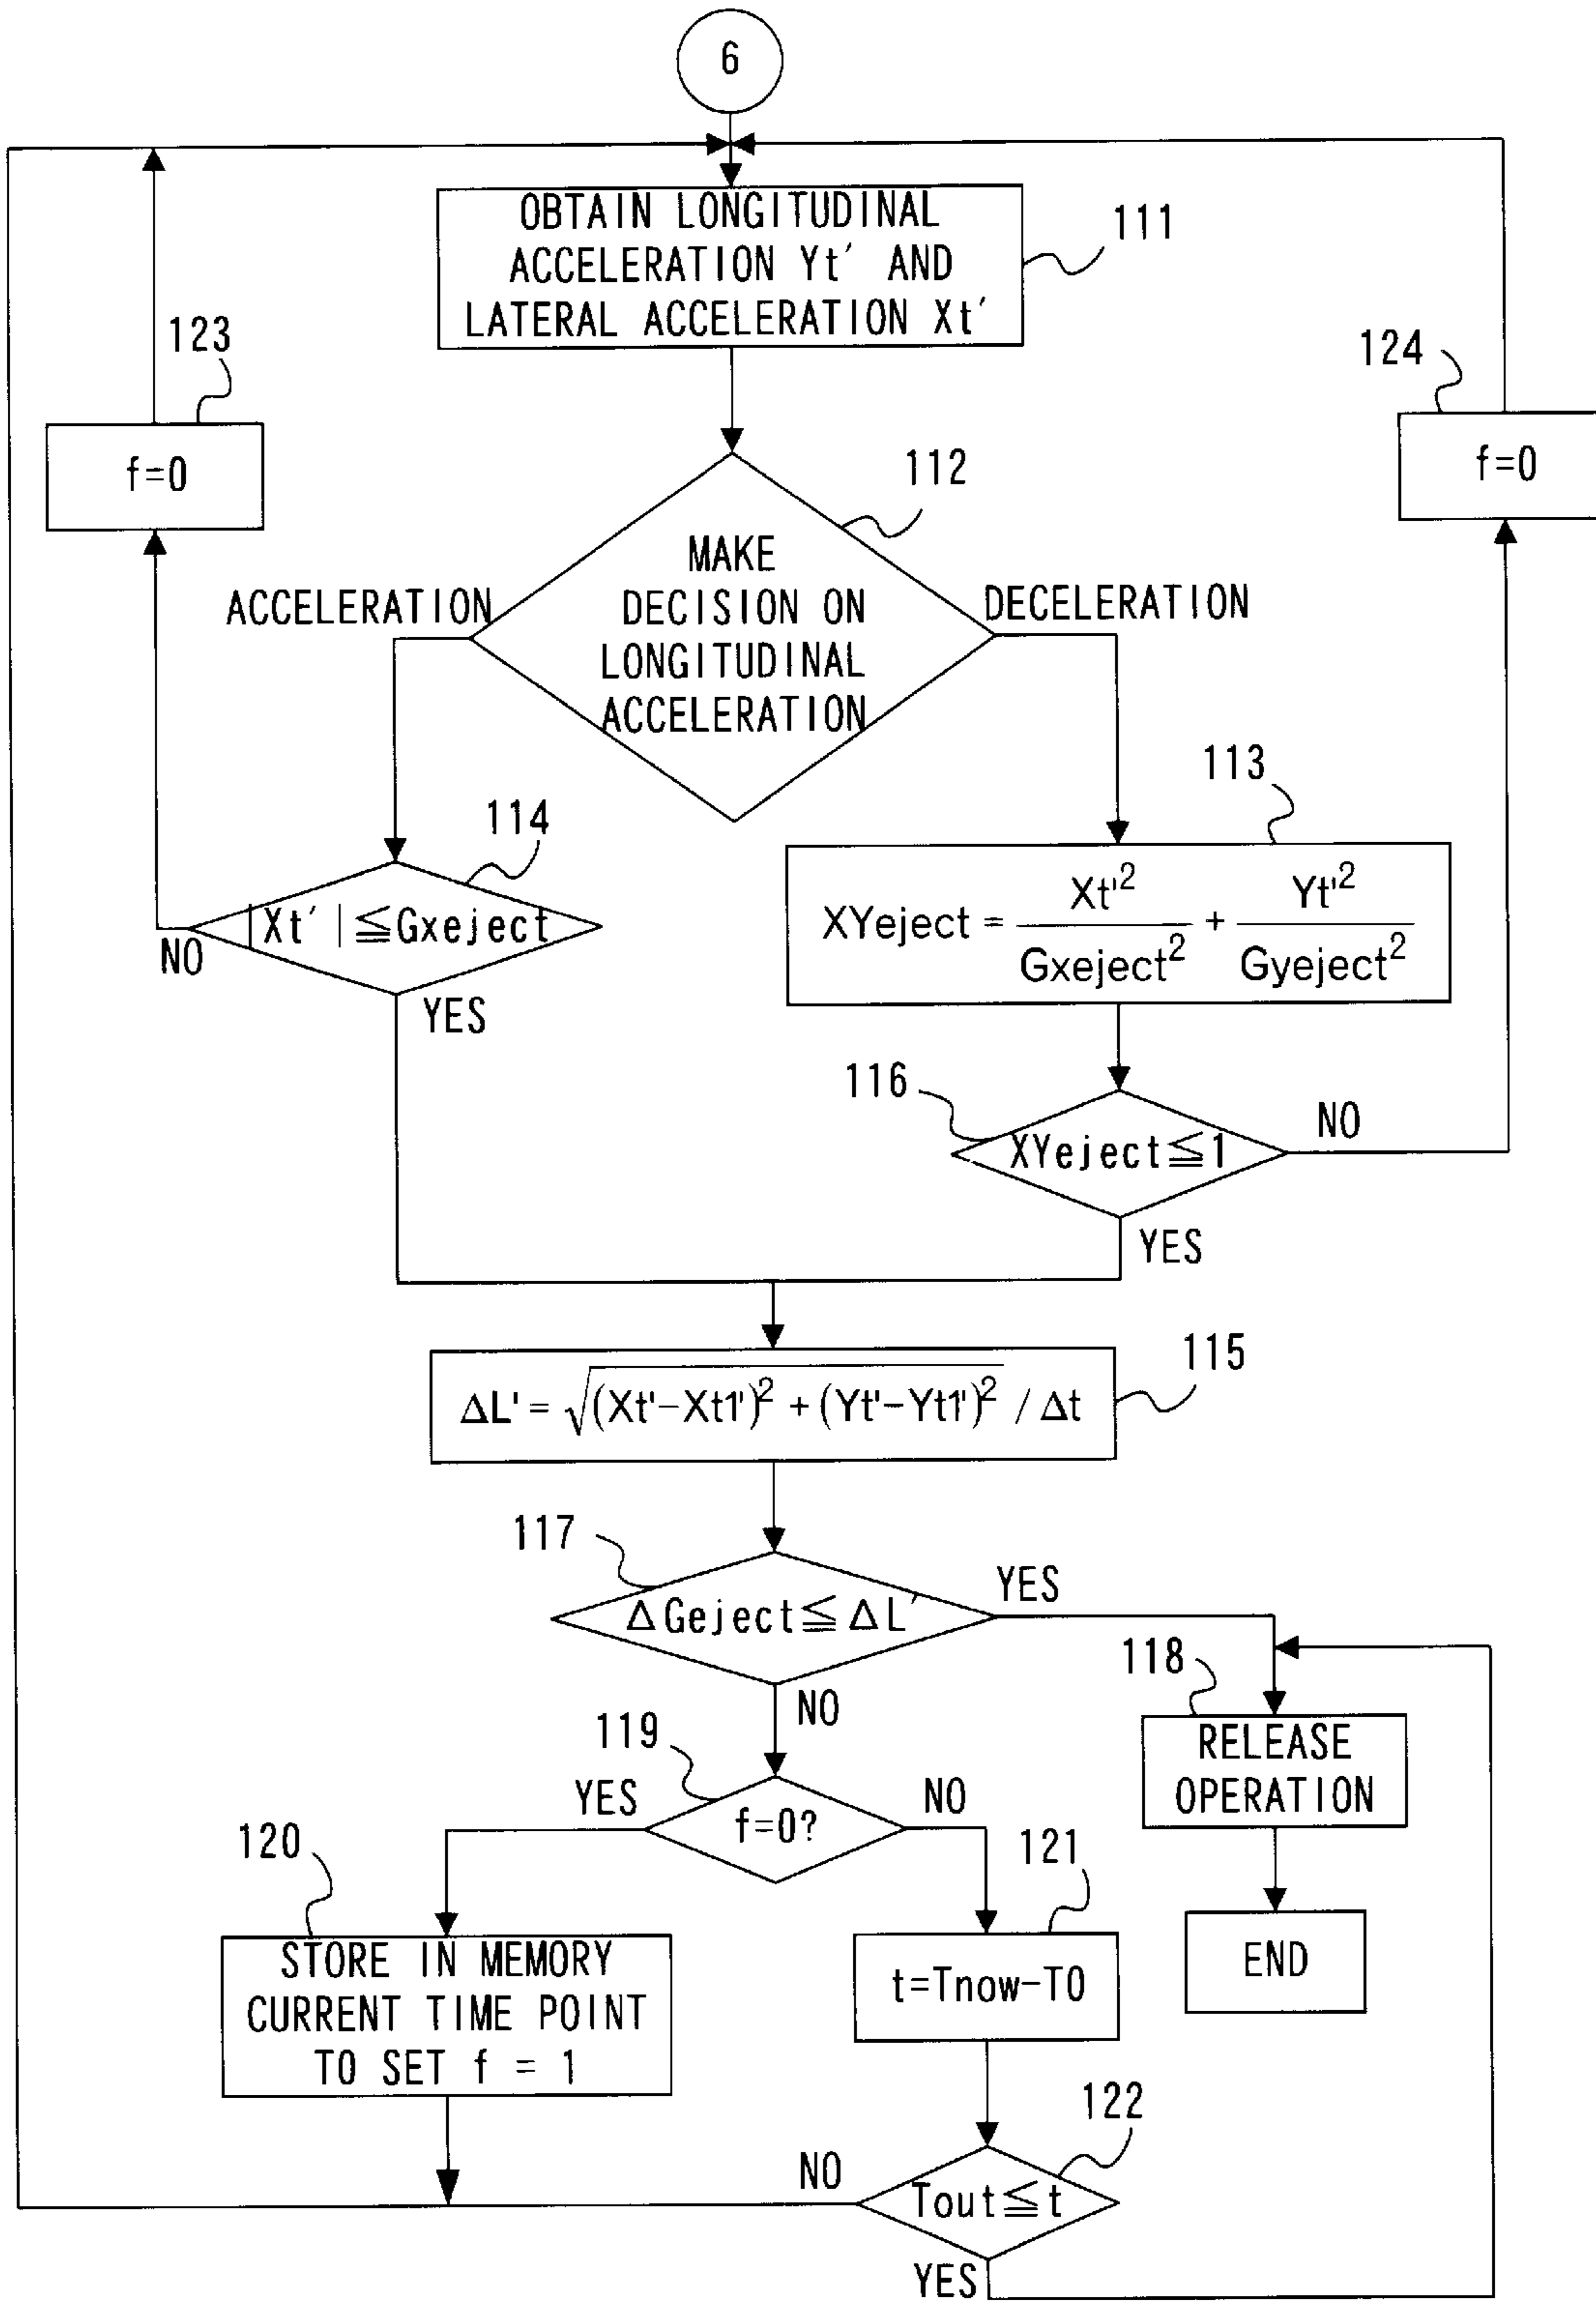 6
OBTAIN LONGITUDINAL
ACCELERATION Yt′ AND
LATERAL ACCELERATION Xt′
111
123
f=0
124
f=0
112
MAKE
DECISION ON
LONGITUDINAL
ACCELERATION
ACCELERATION
DECELERATION
114
|Xt′|≦Gxeject
NO
YES
113
XYeject = Xt'² / Gxeject² + Yt'² / Gyeject²
116
XYeject≦1
NO
YES
115
ΔL' = √(Xt'−Xt1')² + (Yt'−Yt1')² / Δt
117
ΔGeject≦ΔL′
YES
NO
118
RELEASE
OPERATION
END
119
f=0?
YES
NO
120
STORE IN MEMORY
CURRENT TIME POINT
TO SET f = 1
121
t=Tnow−T0
122
Tout≦t
NO
YES